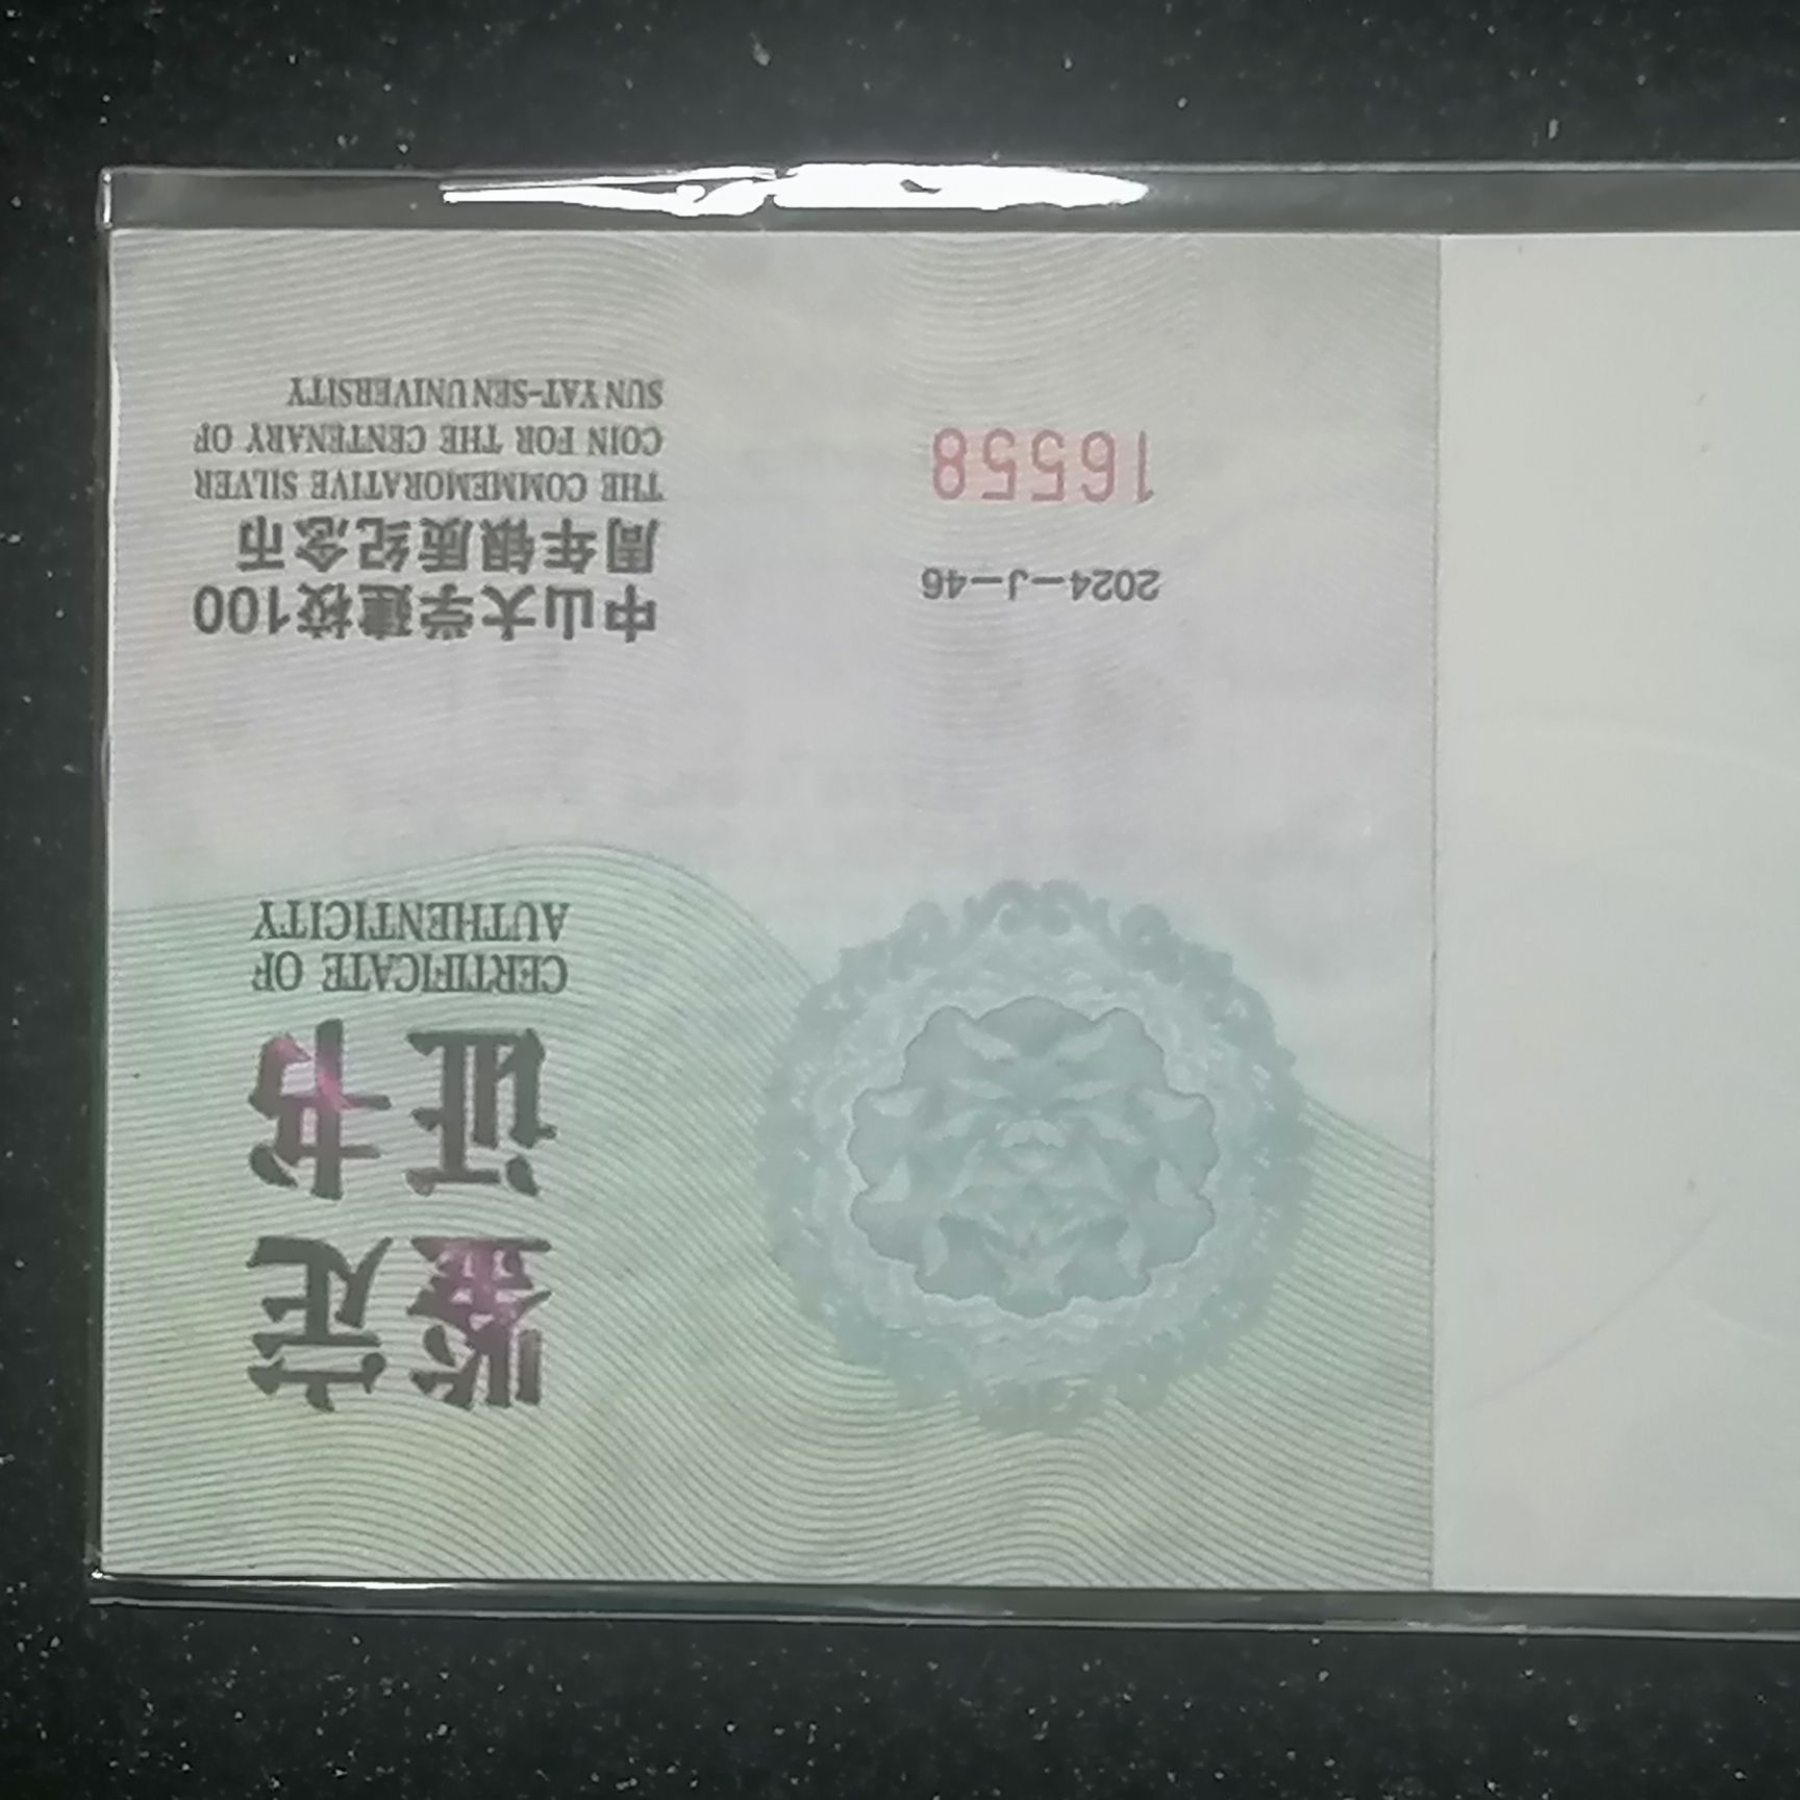 鉴定
证书
CERTIFICATE OF
AUTHENTICITY
2024—J—46
16558
中山大学建校100
周年银质纪念币
THE COMMEMORATIVE SILVER
COIN FOR THE CENTENARY OF
SUN YAT-SEN UNIVERSITY